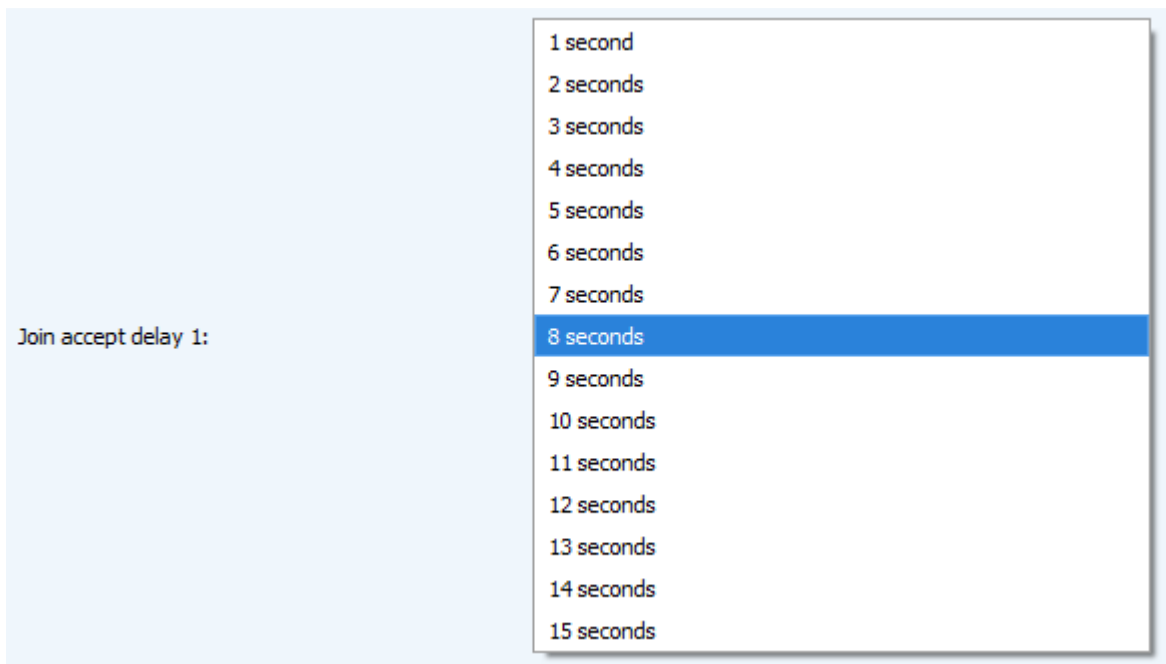 1 second
2 seconds
3 seconds
4 seconds
5 seconds
6 seconds
7 seconds
Join accept delay 1:
8 seconds
9 seconds
10 seconds
11 seconds
12 seconds
13 seconds
14 seconds
15 seconds